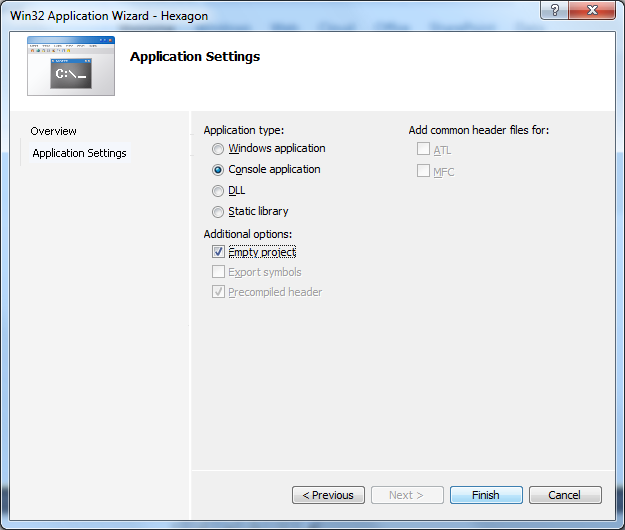 Win32 Application Wizard - Hexagon
Application Settings
C:\_
Overview
Application Settings
Application type:
Windows application
Console application
DLL
Static library
Additional options:
Empty project
Export symbols
Precompiled header
Add common header files for:
ATL
MFC
< Previous
Next >
Finish
Cancel